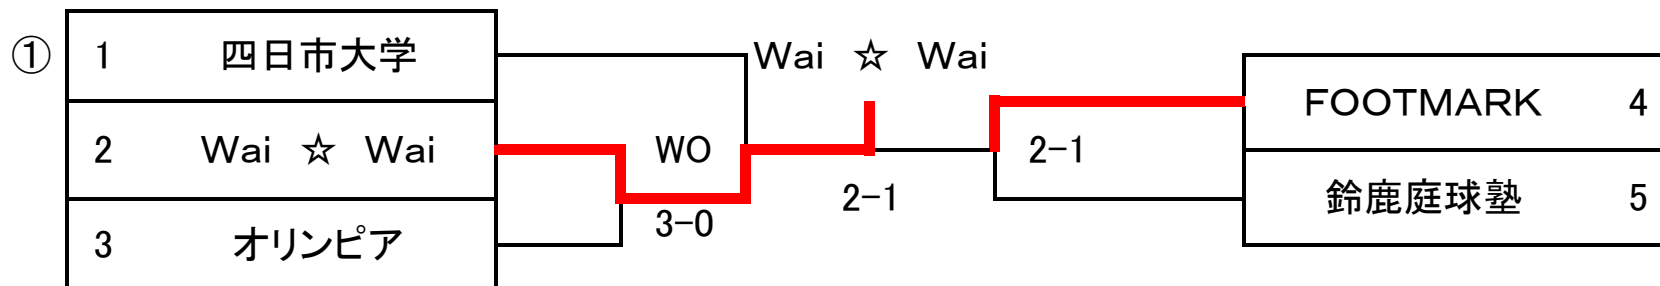 ① 1 四日市大学
Wai ☆ Wai
FOOTMARK 4
2 Wai ☆ Wai
WO
2-1
2-1
鈴鹿庭球塾 5
3-0
3 オリンピア